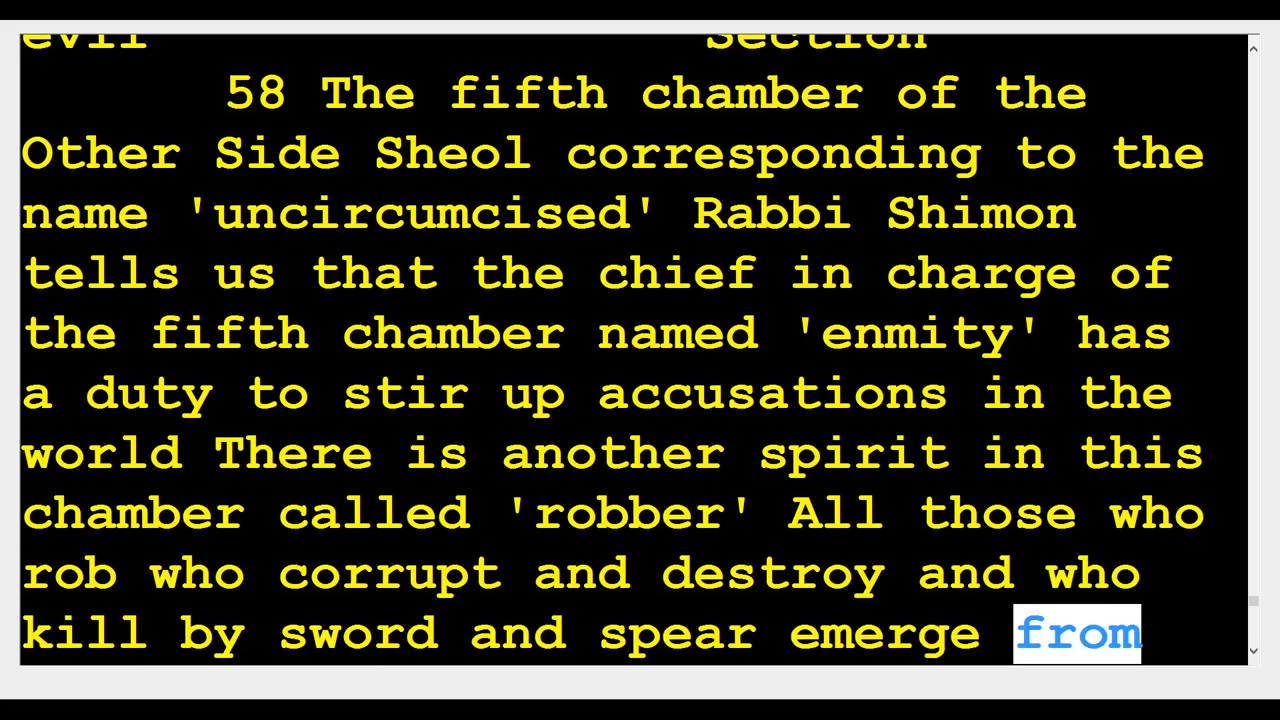 evil Section
58 The fifth chamber of the
Other Side Sheol corresponding to the
name 'uncircumcised' Rabbi Shimon
tells us that the chief in charge of
the fifth chamber named 'enmity' has
a duty to stir up accusations in the
world There is another spirit in this
chamber called 'robber' All those who
rob who corrupt and destroy and who
kill by sword and spear emerge from